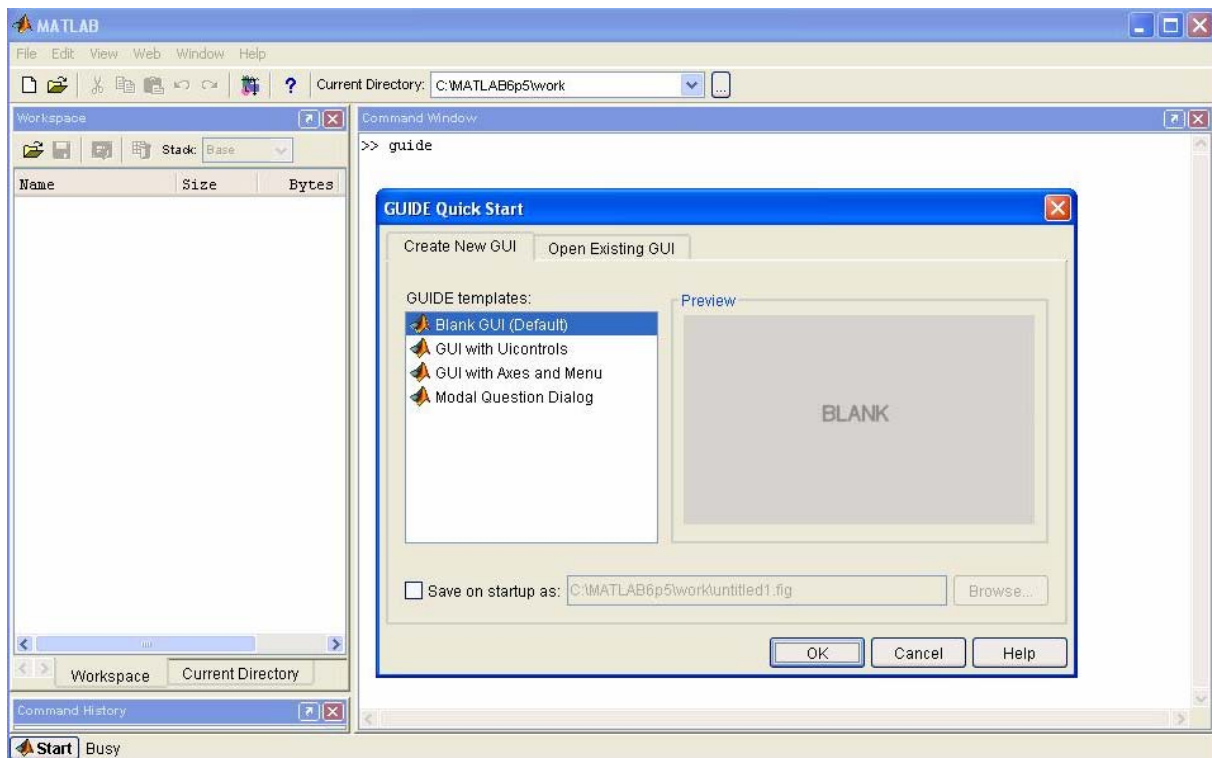 MATLAB
File Edit View Web Window Help
? Current Directory: C:\MATLAB6p5\work ...
Workspace
Stack: Base
Name Size Bytes
Workspace Current Directory
Command History
Command Window
>> guide
GUIDE Quick Start
Create New GUI Open Existing GUI
GUIDE templates:
Blank GUI (Default)
GUI with Uicontrols
GUI with Axes and Menu
Modal Question Dialog
Preview
BLANK
Save on startup as: C:\MATLAB6p5\work\untitled1.fig Browse...
OK Cancel Help
Start Busy